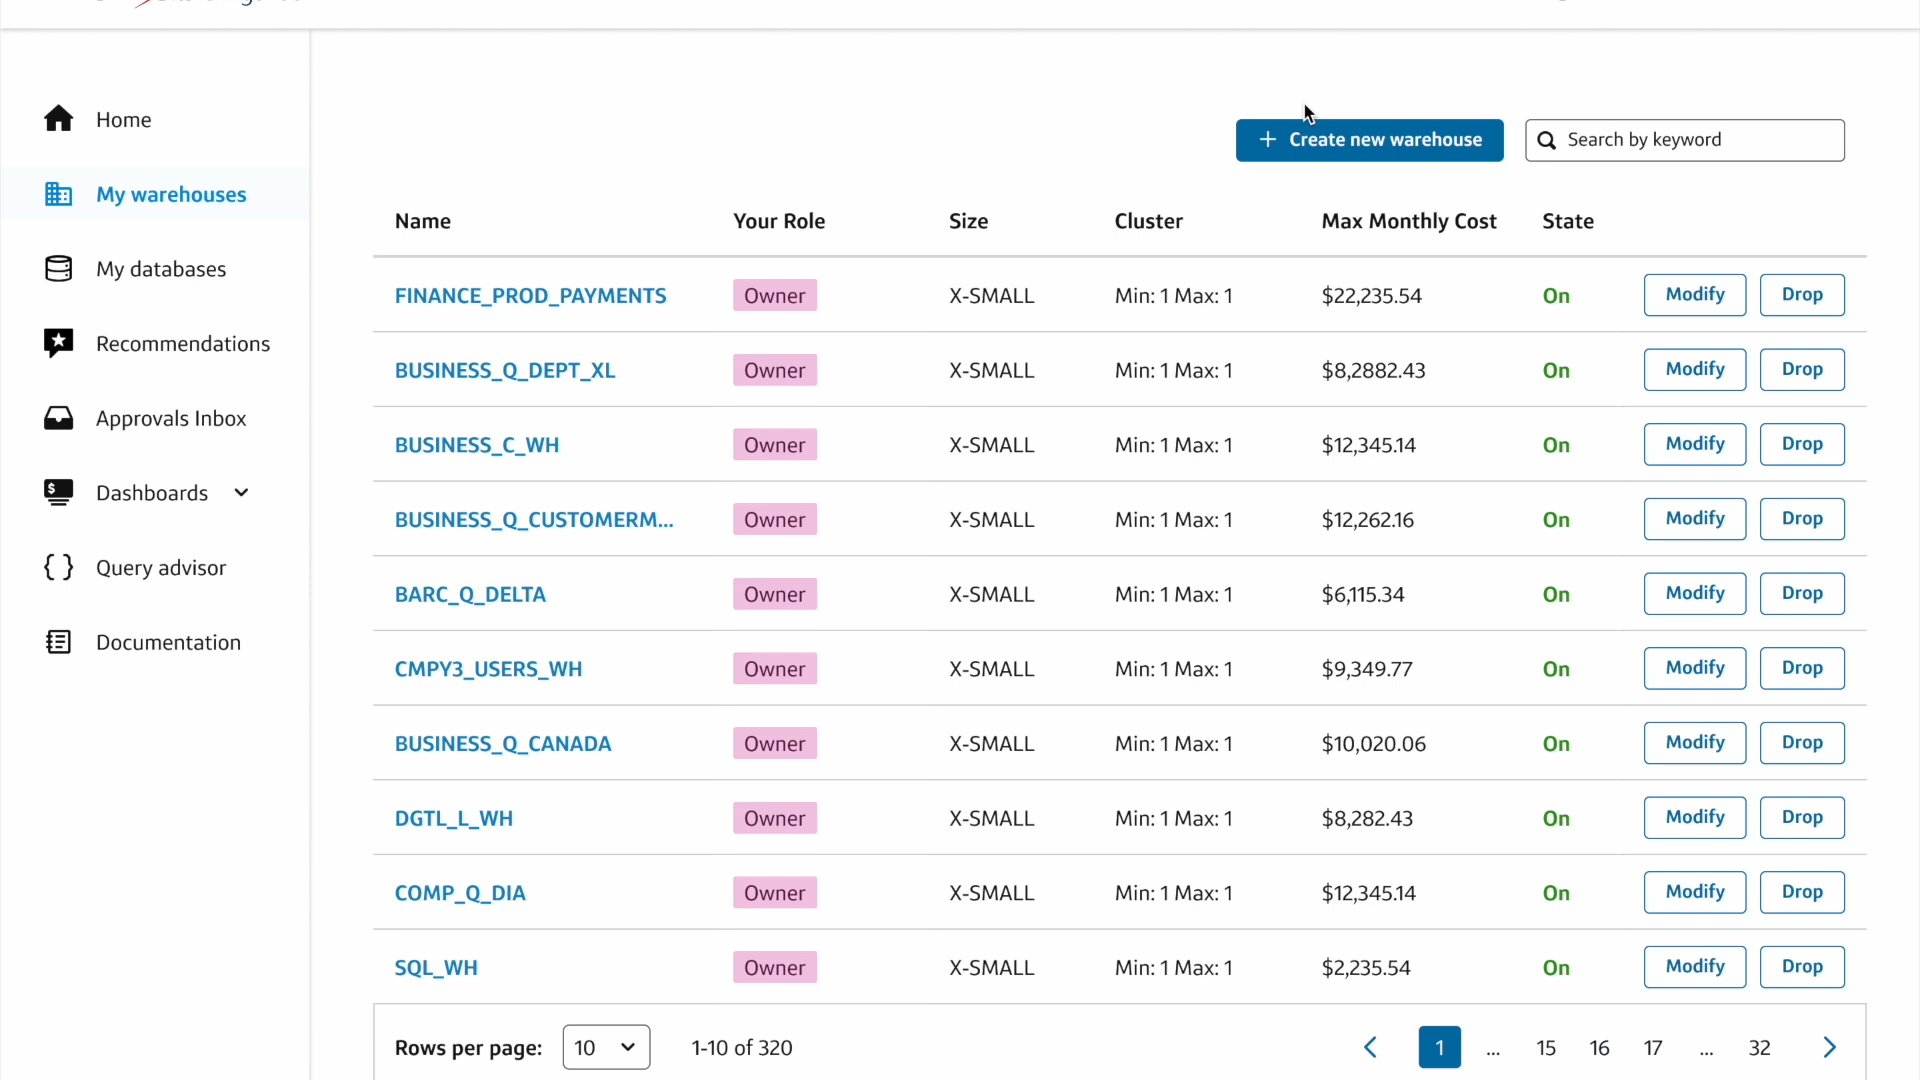 Home
My warehouses
My databases
Recommendations
Approvals Inbox
Dashboards
Query advisor
Documentation
+ Create new warehouse
Search by keyword
Name Your Role Size Cluster Max Monthly Cost State
FINANCE_PROD_PAYMENTS Owner X-SMALL Min: 1 Max: 1 $22,235.54 On Modify Drop
BUSINESS_Q_DEPT_XL Owner X-SMALL Min: 1 Max: 1 $8,2882.43 On Modify Drop
BUSINESS_C_WH Owner X-SMALL Min: 1 Max: 1 $12,345.14 On Modify Drop
BUSINESS_Q_CUSTOMERM... Owner X-SMALL Min: 1 Max: 1 $12,262.16 On Modify Drop
BARC_Q_DELTA Owner X-SMALL Min: 1 Max: 1 $6,115.34 On Modify Drop
CMPY3_USERS_WH Owner X-SMALL Min: 1 Max: 1 $9,349.77 On Modify Drop
BUSINESS_Q_CANADA Owner X-SMALL Min: 1 Max: 1 $10,020.06 On Modify Drop
DGTL_L_WH Owner X-SMALL Min: 1 Max: 1 $8,282.43 On Modify Drop
COMP_Q_DIA Owner X-SMALL Min: 1 Max: 1 $12,345.14 On Modify Drop
SQL_WH Owner X-SMALL Min: 1 Max: 1 $2,235.54 On Modify Drop
Rows per page: 10 1-10 of 320 1 ... 15 16 17 ... 32